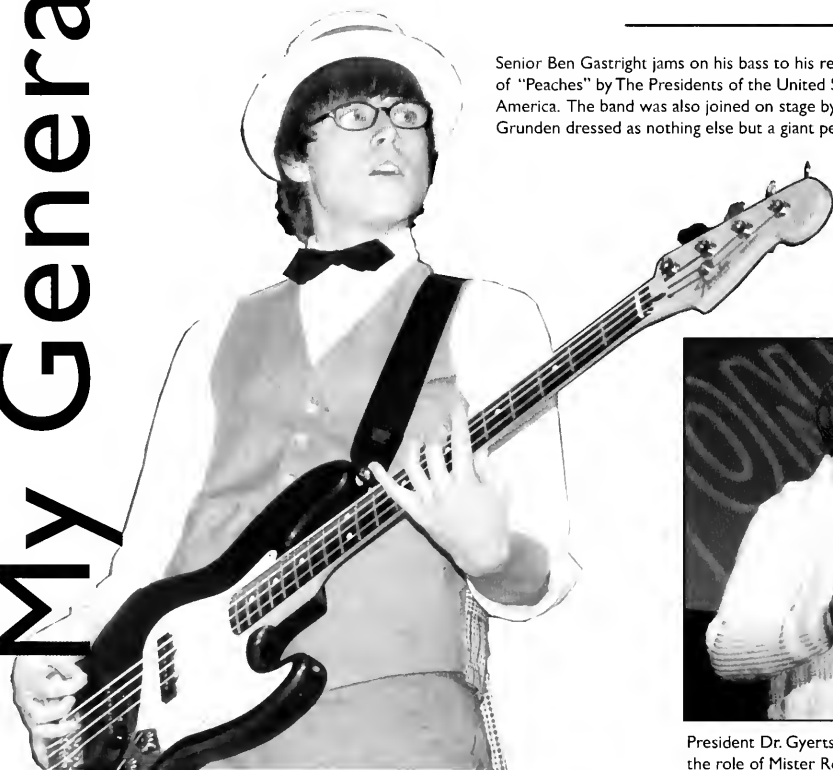 My Genera
Senior Ben Gastright jams on his bass to his re
of "Peaches" by The Presidents of the United S
America. The band was also joined on stage by
Grunden dressed as nothing else but a giant pe
Fender
President Dr. Gyerts
the role of Mister R